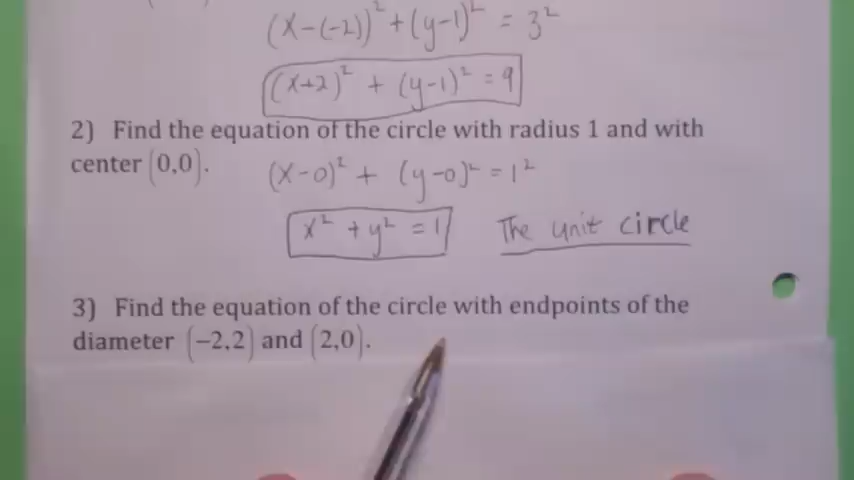 (x-(-2))² + (y-1)² = 3²
(x+2)² + (y-1)² = 9
2) Find the equation of the circle with radius 1 and with
center (0,0). (x-0)² + (y-0)² = 1²
x² + y² = 1 The unit circle
3) Find the equation of the circle with endpoints of the
diameter (−2,2) and (2,0).